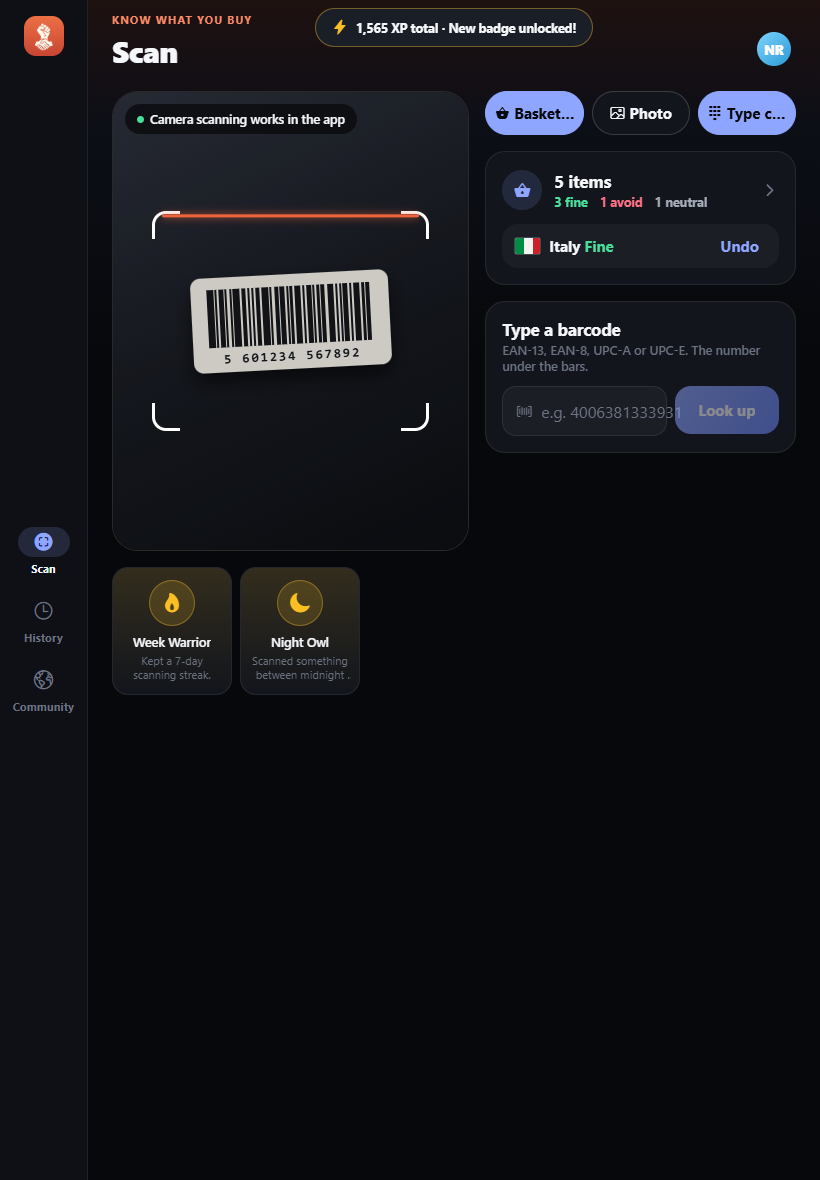 KNOW WHAT YOU BUY
1,565 XP total · New badge unlocked!
Scan
NR
Camera scanning works in the app
5 601234 567892
Basket...
Photo
Type c...
5 items
3 fine 1 avoid 1 neutral
Italy Fine
Undo
Type a barcode
EAN-13, EAN-8, UPC-A or UPC-E. The number
under the bars.
e.g. 4006381333931
Look up
Scan
History
Community
Week Warrior
Kept a 7-day
scanning streak.
Night Owl
Scanned something
between midnight .